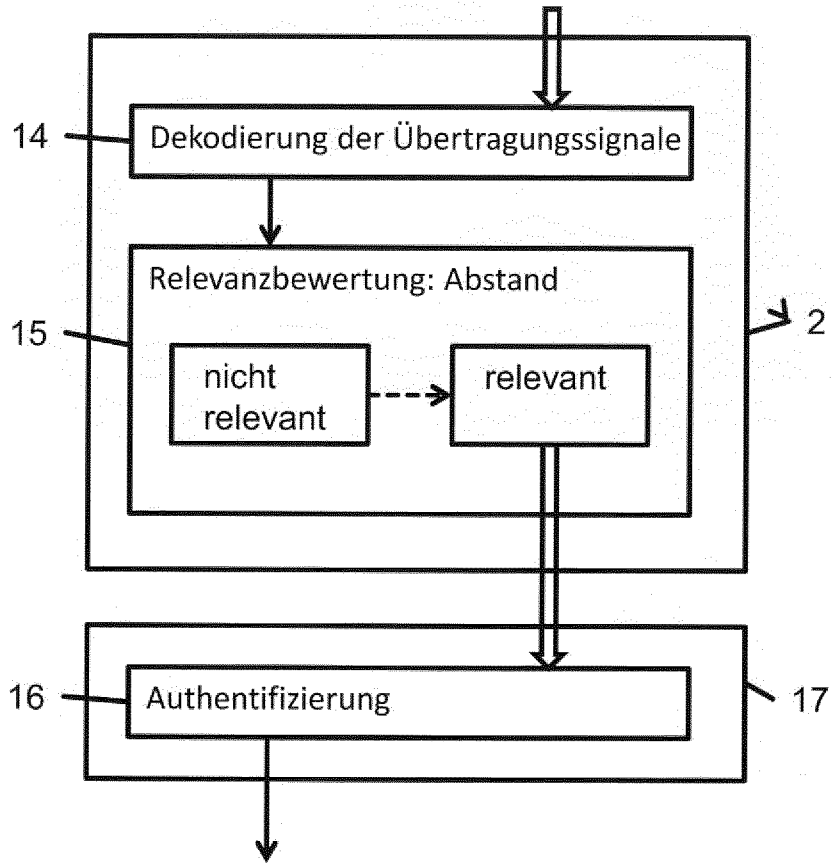 14
Dekodierung der Übertragungssignale
Relevanzbewertung: Abstand
15
2
nicht
relevant
relevant
16
Authentifizierung
17